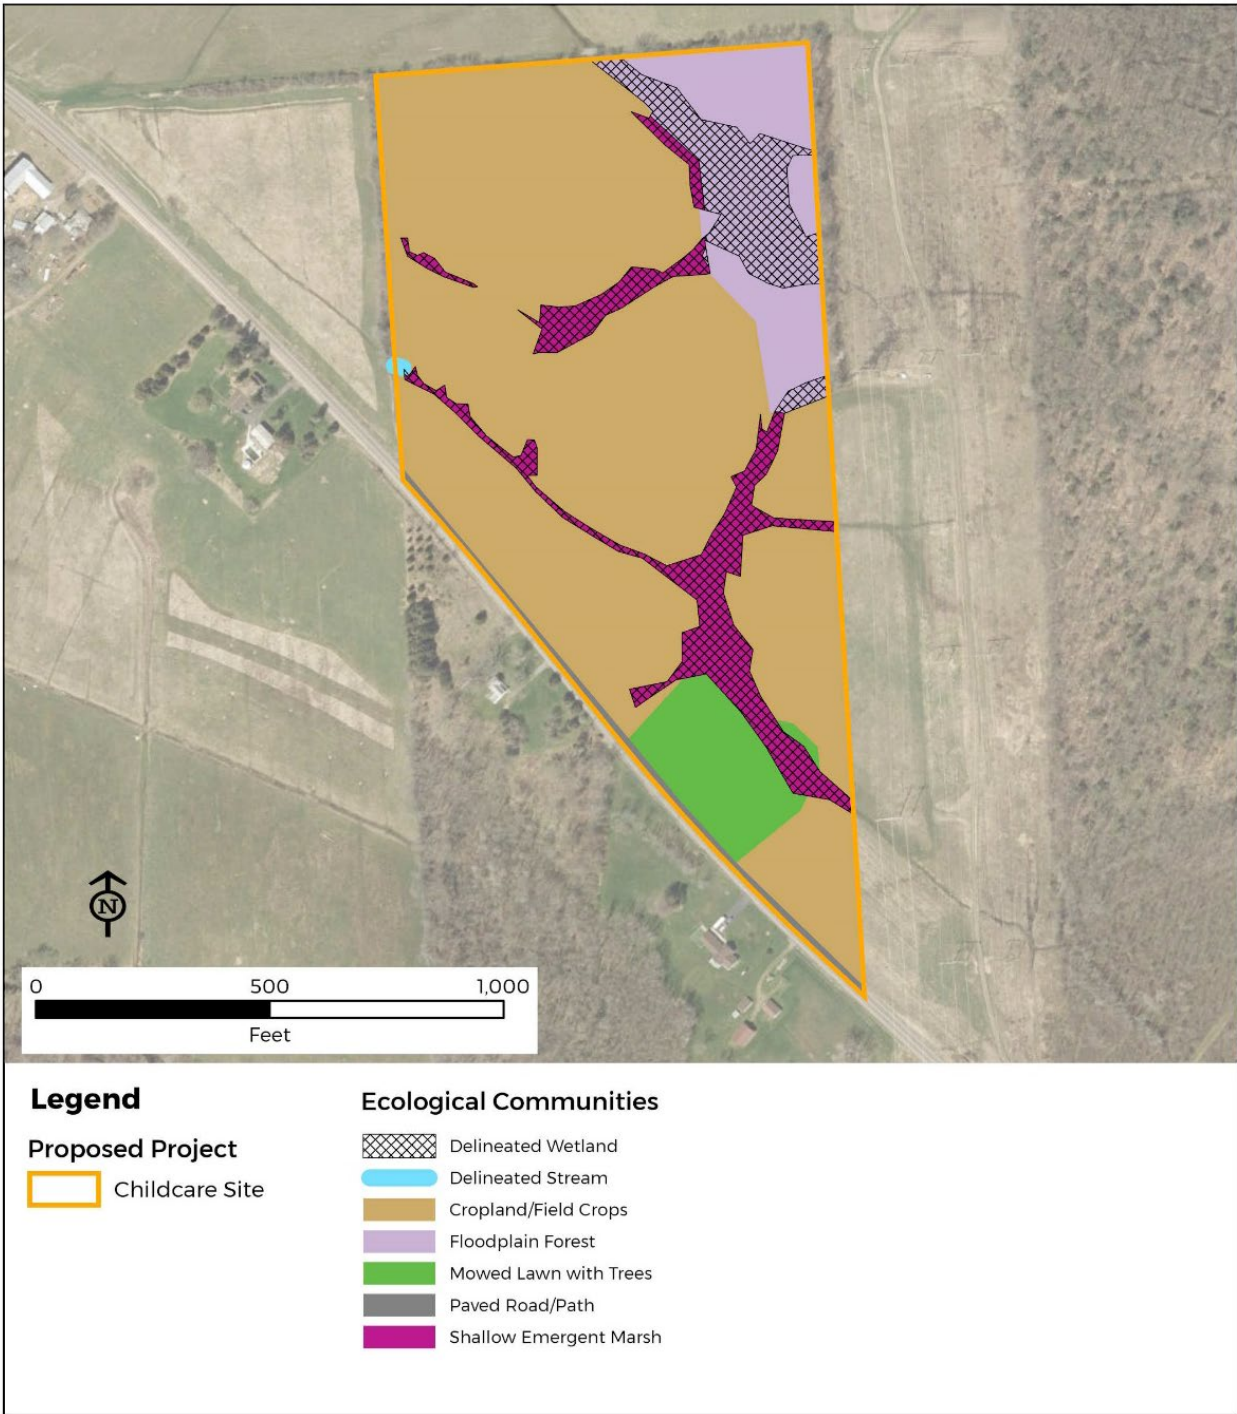 N
0 500 1,000
Feet
Legend
Proposed Project
Childcare Site
Ecological Communities
Delineated Wetland
Delineated Stream
Cropland/Field Crops
Floodplain Forest
Mowed Lawn with Trees
Paved Road/Path
Shallow Emergent Marsh